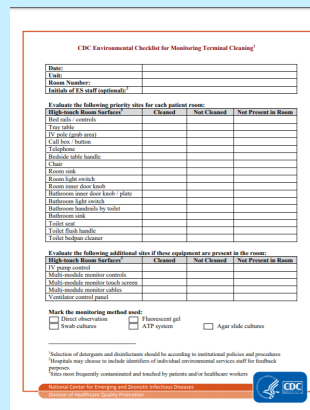 CDC Environmental Checklist for Monitoring Terminal Cleaning1
Date:
Unit:
Room Number:
Initials of ES staff (optional):2
Evaluate the following priority sites for each patient room:
High-touch Room Surfaces3 Cleaned Not Cleaned Not Present in Room
Bed rails / controls
Tray table
IV pole (grab area)
Call box / button
Telephone
Bedside table handle
Chair
Room sink
Room light switch
Room inner door knob
Bathroom inner door knob / plate
Bathroom light switch
Bathroom handrails by toilet
Bathroom sink
Toilet seat
Toilet flush handle
Toilet bedpan cleaner
Evaluate the following additional sites if these equipment are present in the room:
High-touch Room Surfaces3 Cleaned Not Cleaned Not Present in Room
IV pump control
Multi-module monitor controls
Multi-module monitor touch screen
Multi-module monitor cables
Ventilator control panel
Mark the monitoring method used:
Direct observation Fluorescent gel
Swab cultures ATP system Agar slide cultures
1Selection of detergents and disinfectants should be according to institutional policies and procedures
2Hospitals may choose to include identifiers of individual environmental services staff for feedback
purposes.
3Sites most frequently contaminated and touched by patients and/or healthcare workers
National Center for Emerging and Zoonotic Infectious Diseases
Division of Healthcare Quality Promotion
CDC